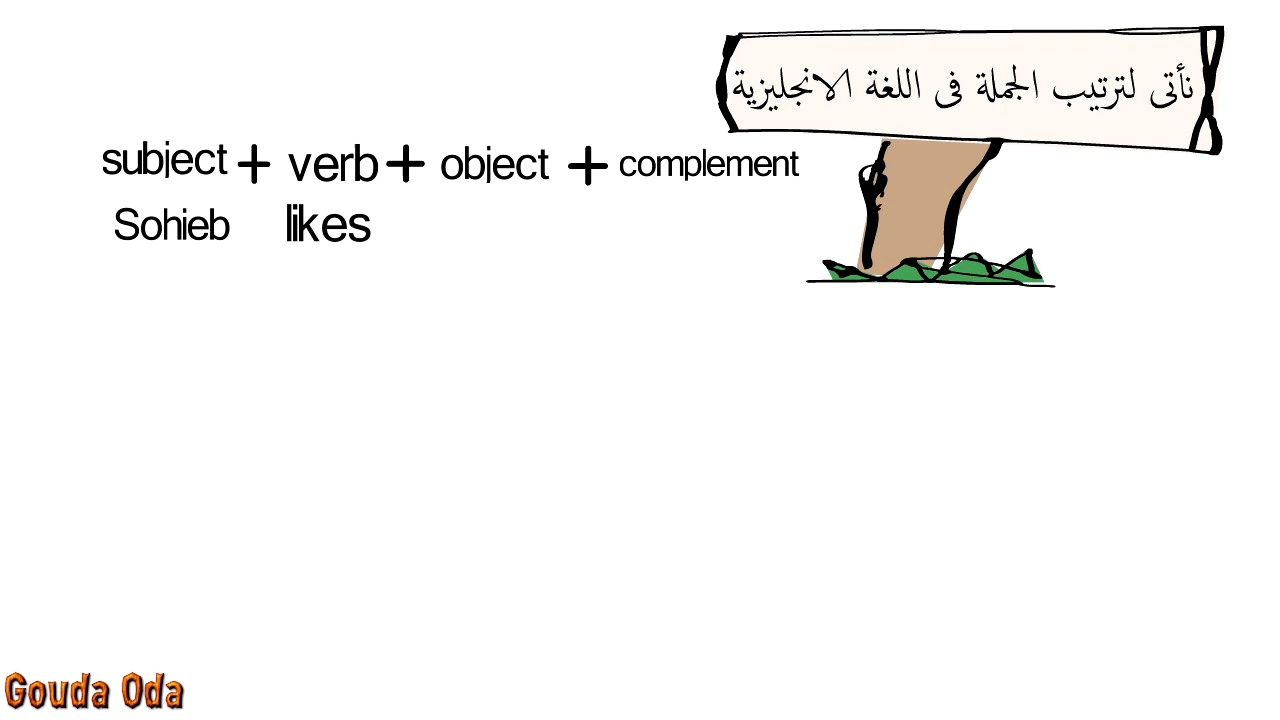 نأتى لترتيب الجملة فى اللغة الانجليزية
subject + verb + object + complement
Sohieb likes
Gouda Oda